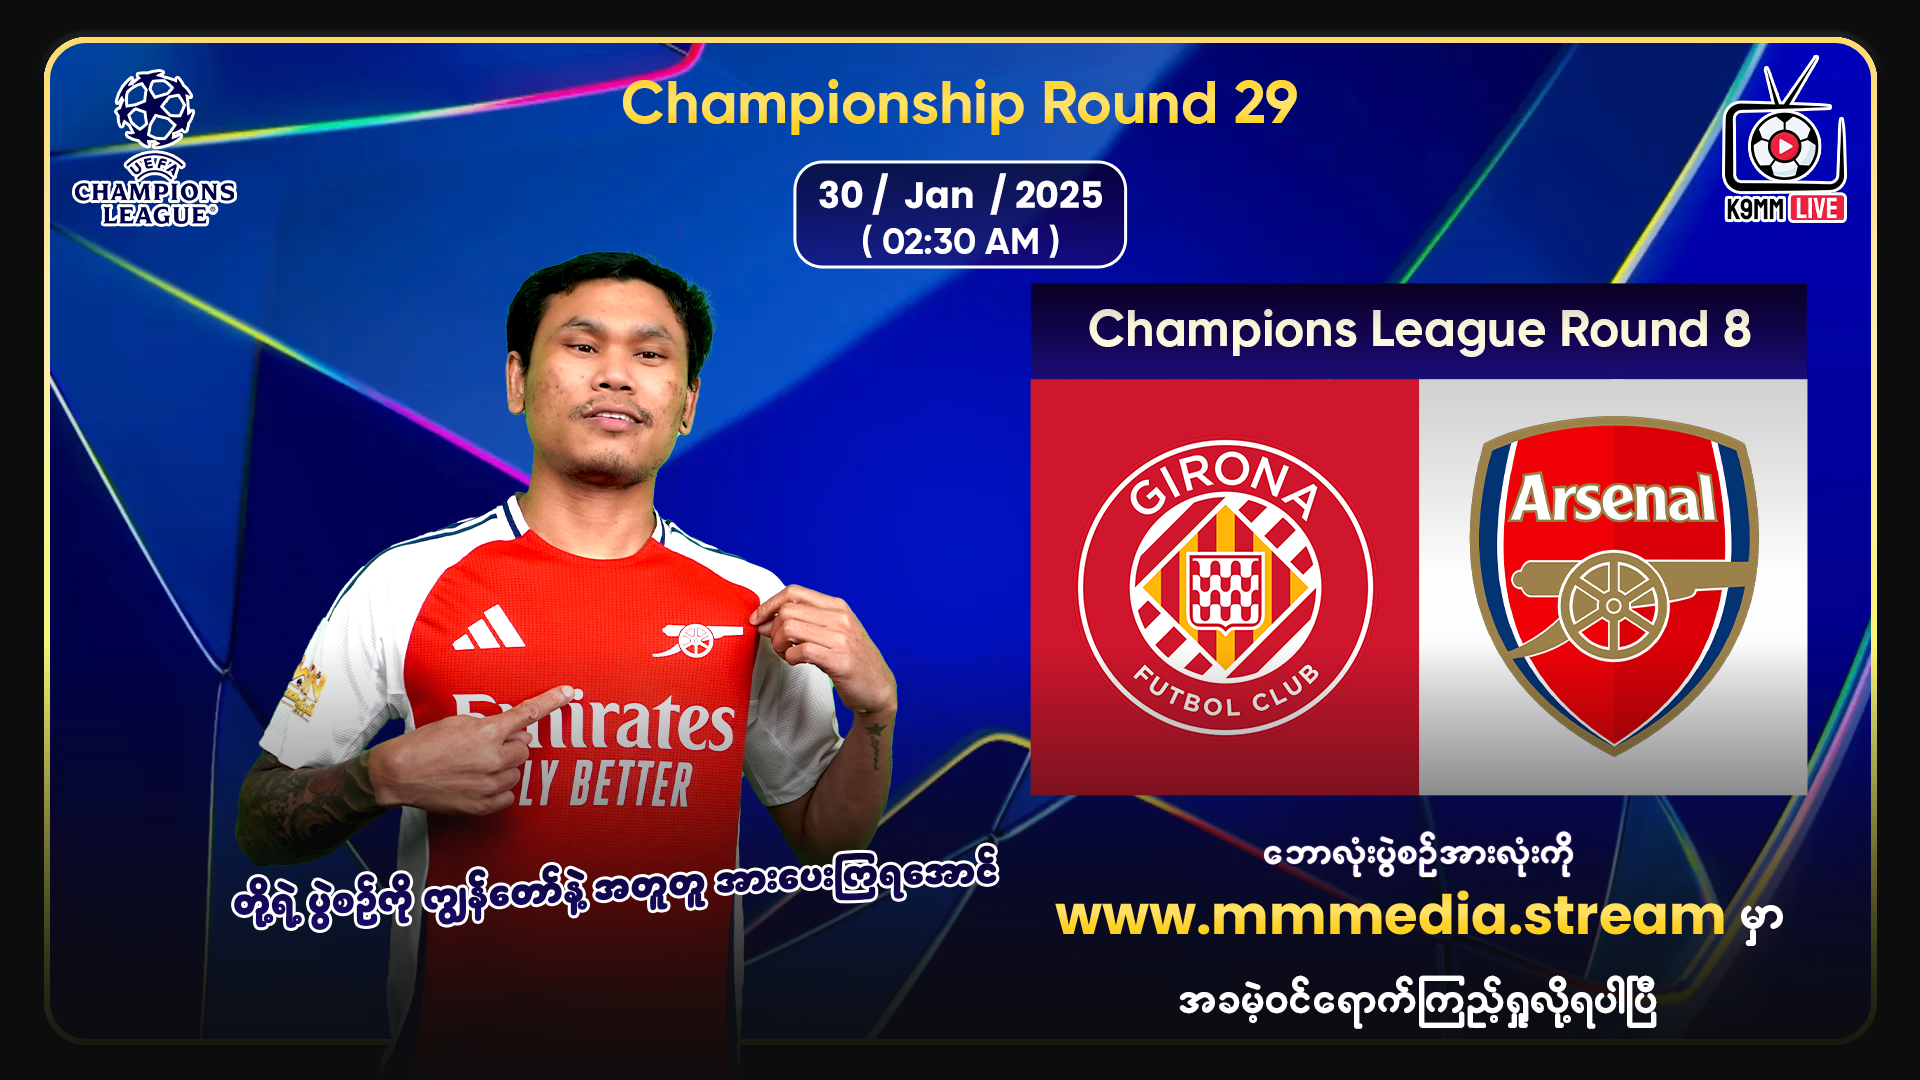 Championship Round 29
30 / Jan / 2025
( 02:30 AM )
UEFA
CHAMPIONS
LEAGUE
K9MM LIVE
Champions League Round 8
GIRONA
FUTBOL CLUB
Arsenal
Emirates
FLY BETTER
တို့ရဲ့ ပွဲစဉ်ကို ကျွန်တော်နဲ့ အတူတူ အားပေးကြရအောင်
ဘောလုံးပွဲစဉ်အားလုံးကို
www.mmmedia.stream မှာ
အခမဲ့ဝင်ရောက်ကြည့်ရှုလို့ရပါပြီ